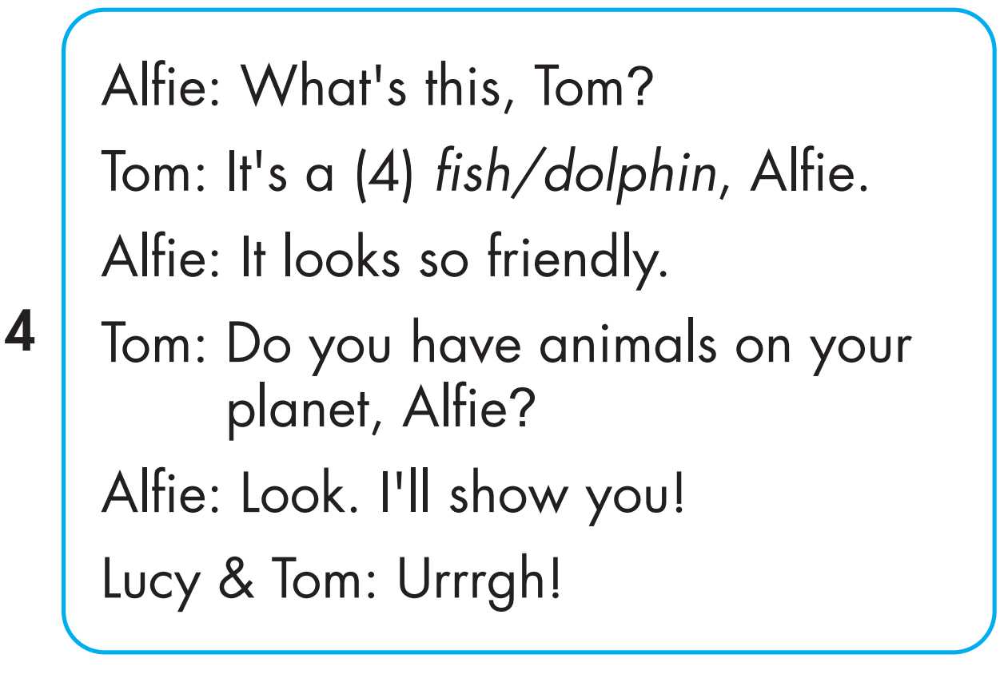 Alfie: What's this, Tom?
Tom: It's a (4) fish/dolphin, Alfie.
Alfie: It looks so friendly.
4
Tom: Do you have animals on your
planet, Alfie?
Alfie: Look. I'll show you!
Lucy & Tom: Urrrgh!